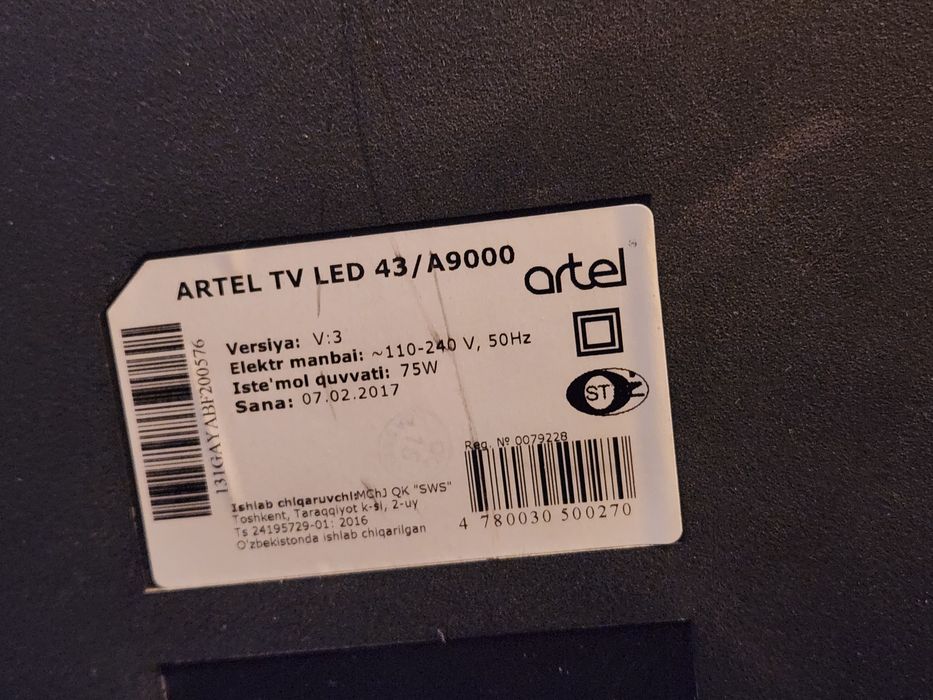 ARTEL TV LED 43/A9000
artel
Versiya: V:3
Elektr manbai: ~110-240 V, 50Hz
Iste'mol quvvati: 75W
Sana: 07.02.2017
ST
131GAYABF200576
Reg. № 0079228
Ishlab chiqaruvchi:MChJ QK "SWS"
Toshkent, Taraqqiyot k-si, 2-uy
Ts 24195729-01: 2016
O'zbekistonda ishlab chiqarilgan
4 780030 500270